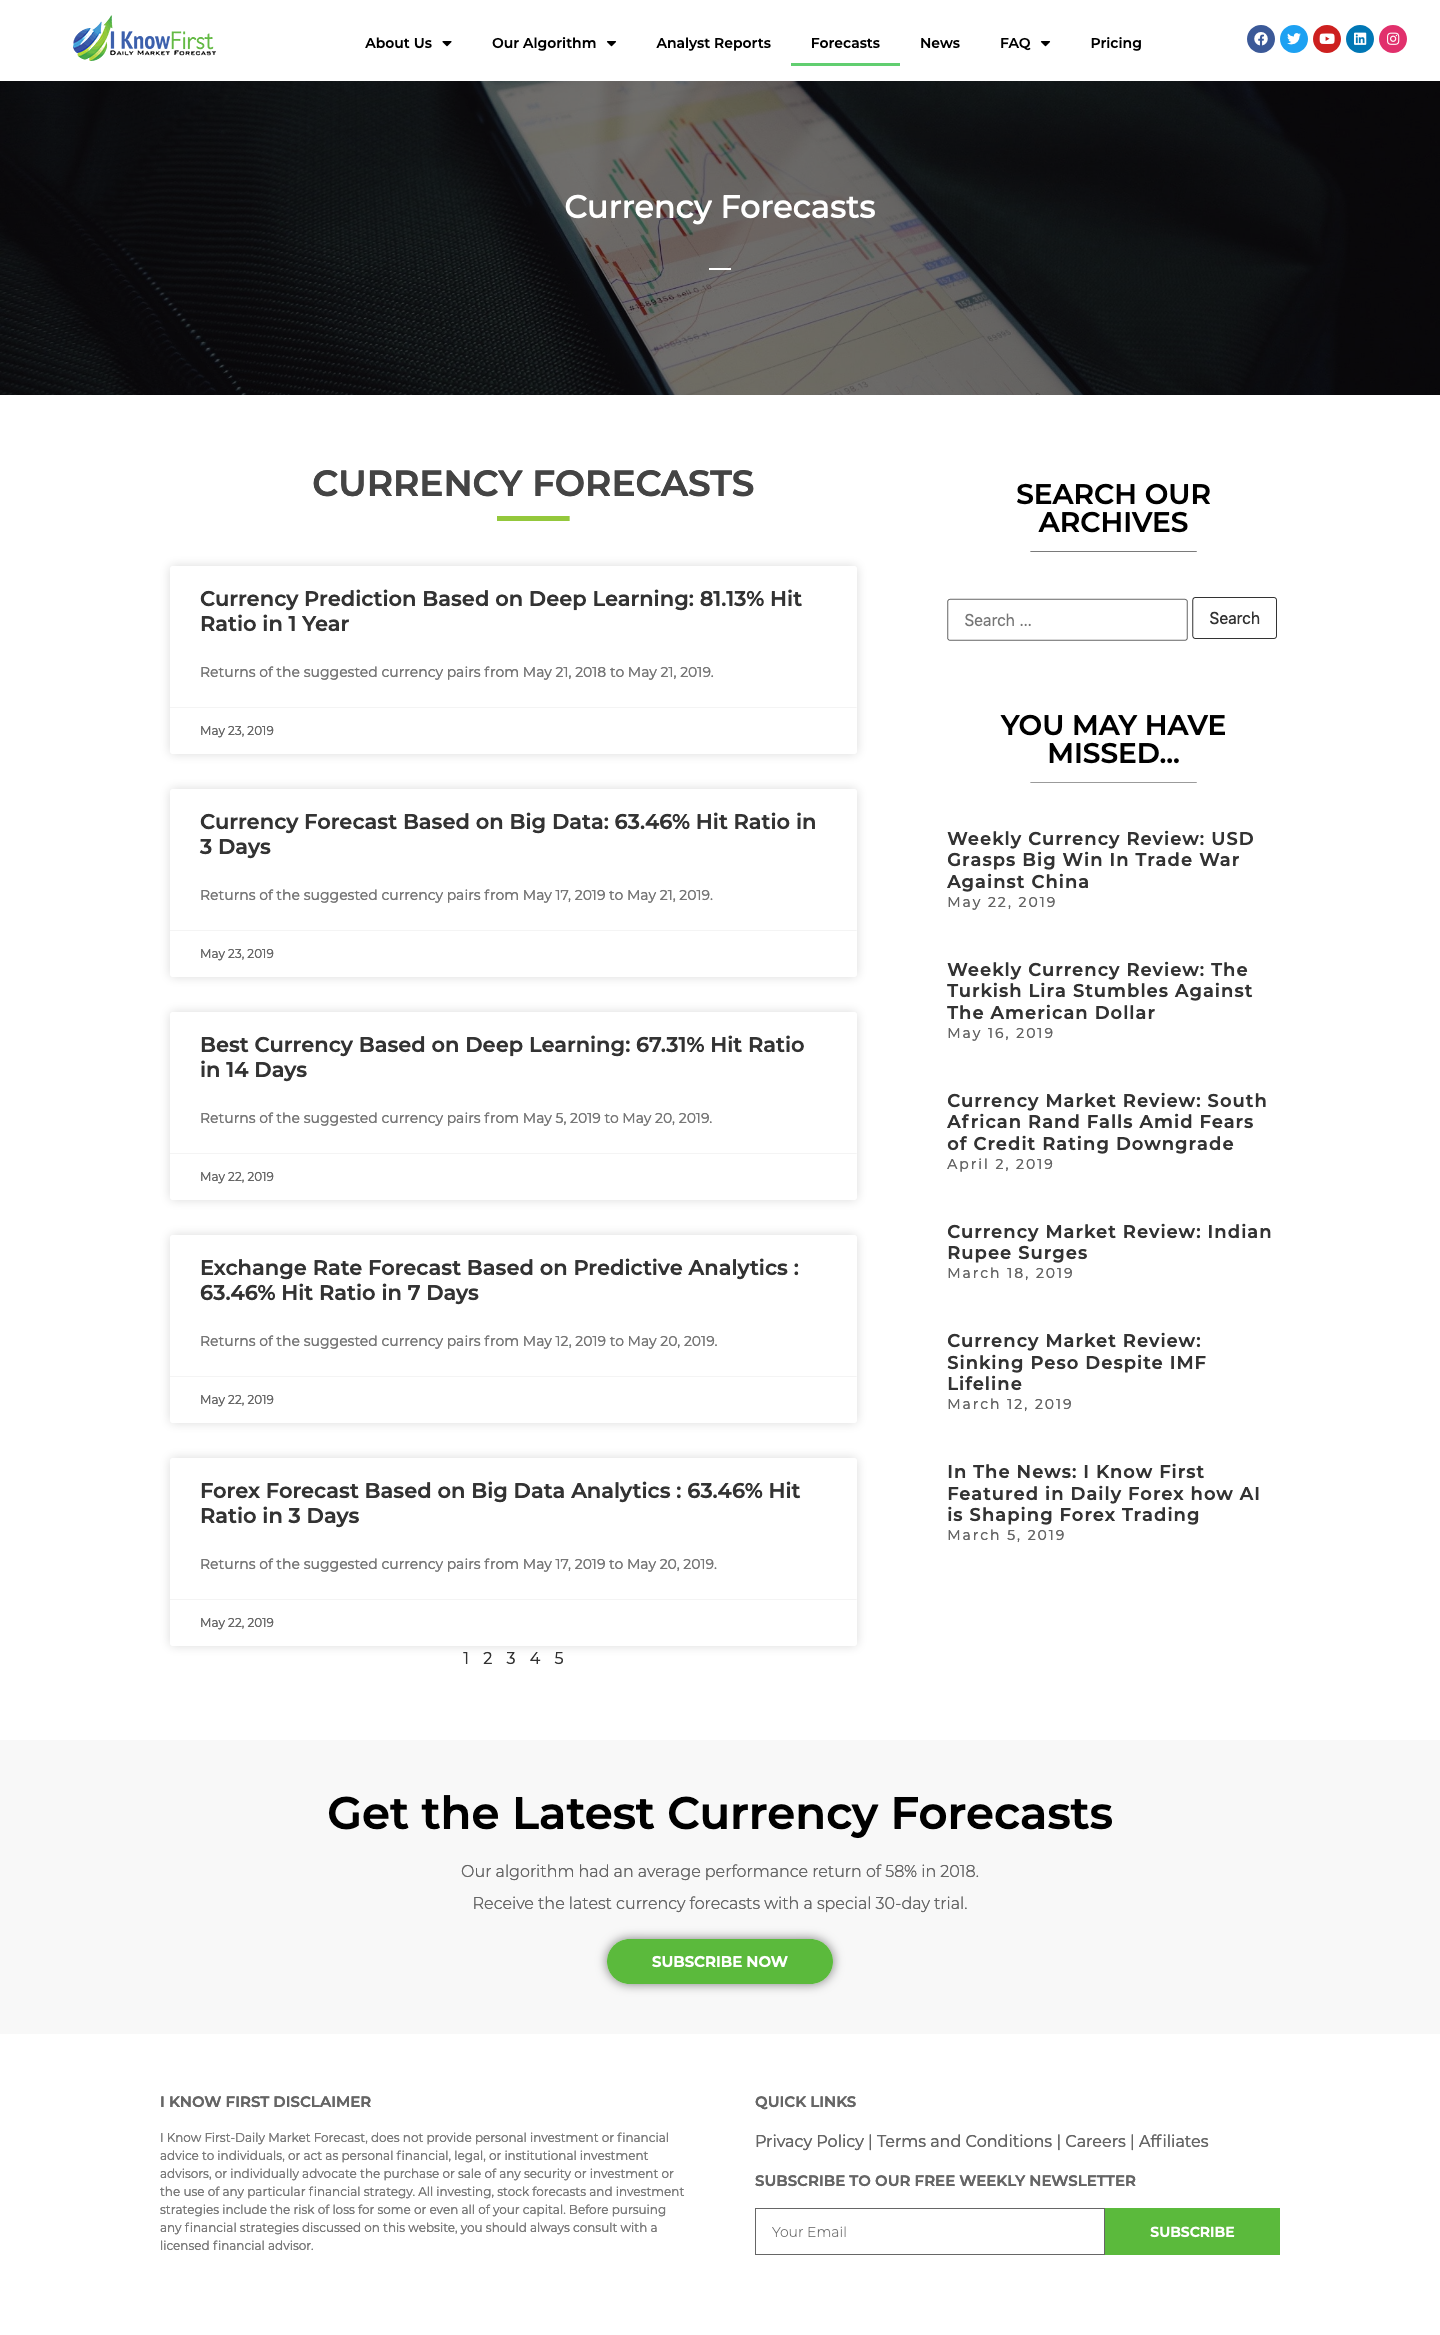 I KnowFirst
Daily Market Forecast
About Us
Our Algorithm
Analyst Reports
Forecasts
News
FAQ
Pricing
Currency Forecasts
CURRENCY FORECASTS
Currency Prediction Based on Deep Learning: 81.13% Hit
Ratio in 1 Year
Returns of the suggested currency pairs from May 21, 2018 to May 21, 2019.
May 23, 2019
Currency Forecast Based on Big Data: 63.46% Hit Ratio in
3 Days
Returns of the suggested currency pairs from May 17, 2019 to May 21, 2019.
May 23, 2019
Best Currency Based on Deep Learning: 67.31% Hit Ratio
in 14 Days
Returns of the suggested currency pairs from May 5, 2019 to May 20, 2019.
May 22, 2019
Exchange Rate Forecast Based on Predictive Analytics :
63.46% Hit Ratio in 7 Days
Returns of the suggested currency pairs from May 12, 2019 to May 20, 2019.
May 22, 2019
Forex Forecast Based on Big Data Analytics : 63.46% Hit
Ratio in 3 Days
Returns of the suggested currency pairs from May 17, 2019 to May 20, 2019.
May 22, 2019
1 2 3 4 5
SEARCH OUR
ARCHIVES
Search ...
Search
YOU MAY HAVE
MISSED...
Weekly Currency Review: USD
Grasps Big Win In Trade War
Against China
May 22, 2019
Weekly Currency Review: The
Turkish Lira Stumbles Against
The American Dollar
May 16, 2019
Currency Market Review: South
African Rand Falls Amid Fears
of Credit Rating Downgrade
April 2, 2019
Currency Market Review: Indian
Rupee Surges
March 18, 2019
Currency Market Review:
Sinking Peso Despite IMF
Lifeline
March 12, 2019
In The News: I Know First
Featured in Daily Forex how AI
is Shaping Forex Trading
March 5, 2019
Get the Latest Currency Forecasts
Our algorithm had an average performance return of 58% in 2018.
Receive the latest currency forecasts with a special 30-day trial.
SUBSCRIBE NOW
I KNOW FIRST DISCLAIMER
I Know First-Daily Market Forecast, does not provide personal investment or financial
advice to individuals, or act as personal financial, legal, or institutional investment
advisors, or individually advocate the purchase or sale of any security or investment or
the use of any particular financial strategy. All investing, stock forecasts and investment
strategies include the risk of loss for some or even all of your capital. Before pursuing
any financial strategies discussed on this website, you should always consult with a
licensed financial advisor.
QUICK LINKS
Privacy Policy | Terms and Conditions | Careers | Affiliates
SUBSCRIBE TO OUR FREE WEEKLY NEWSLETTER
Your Email
SUBSCRIBE